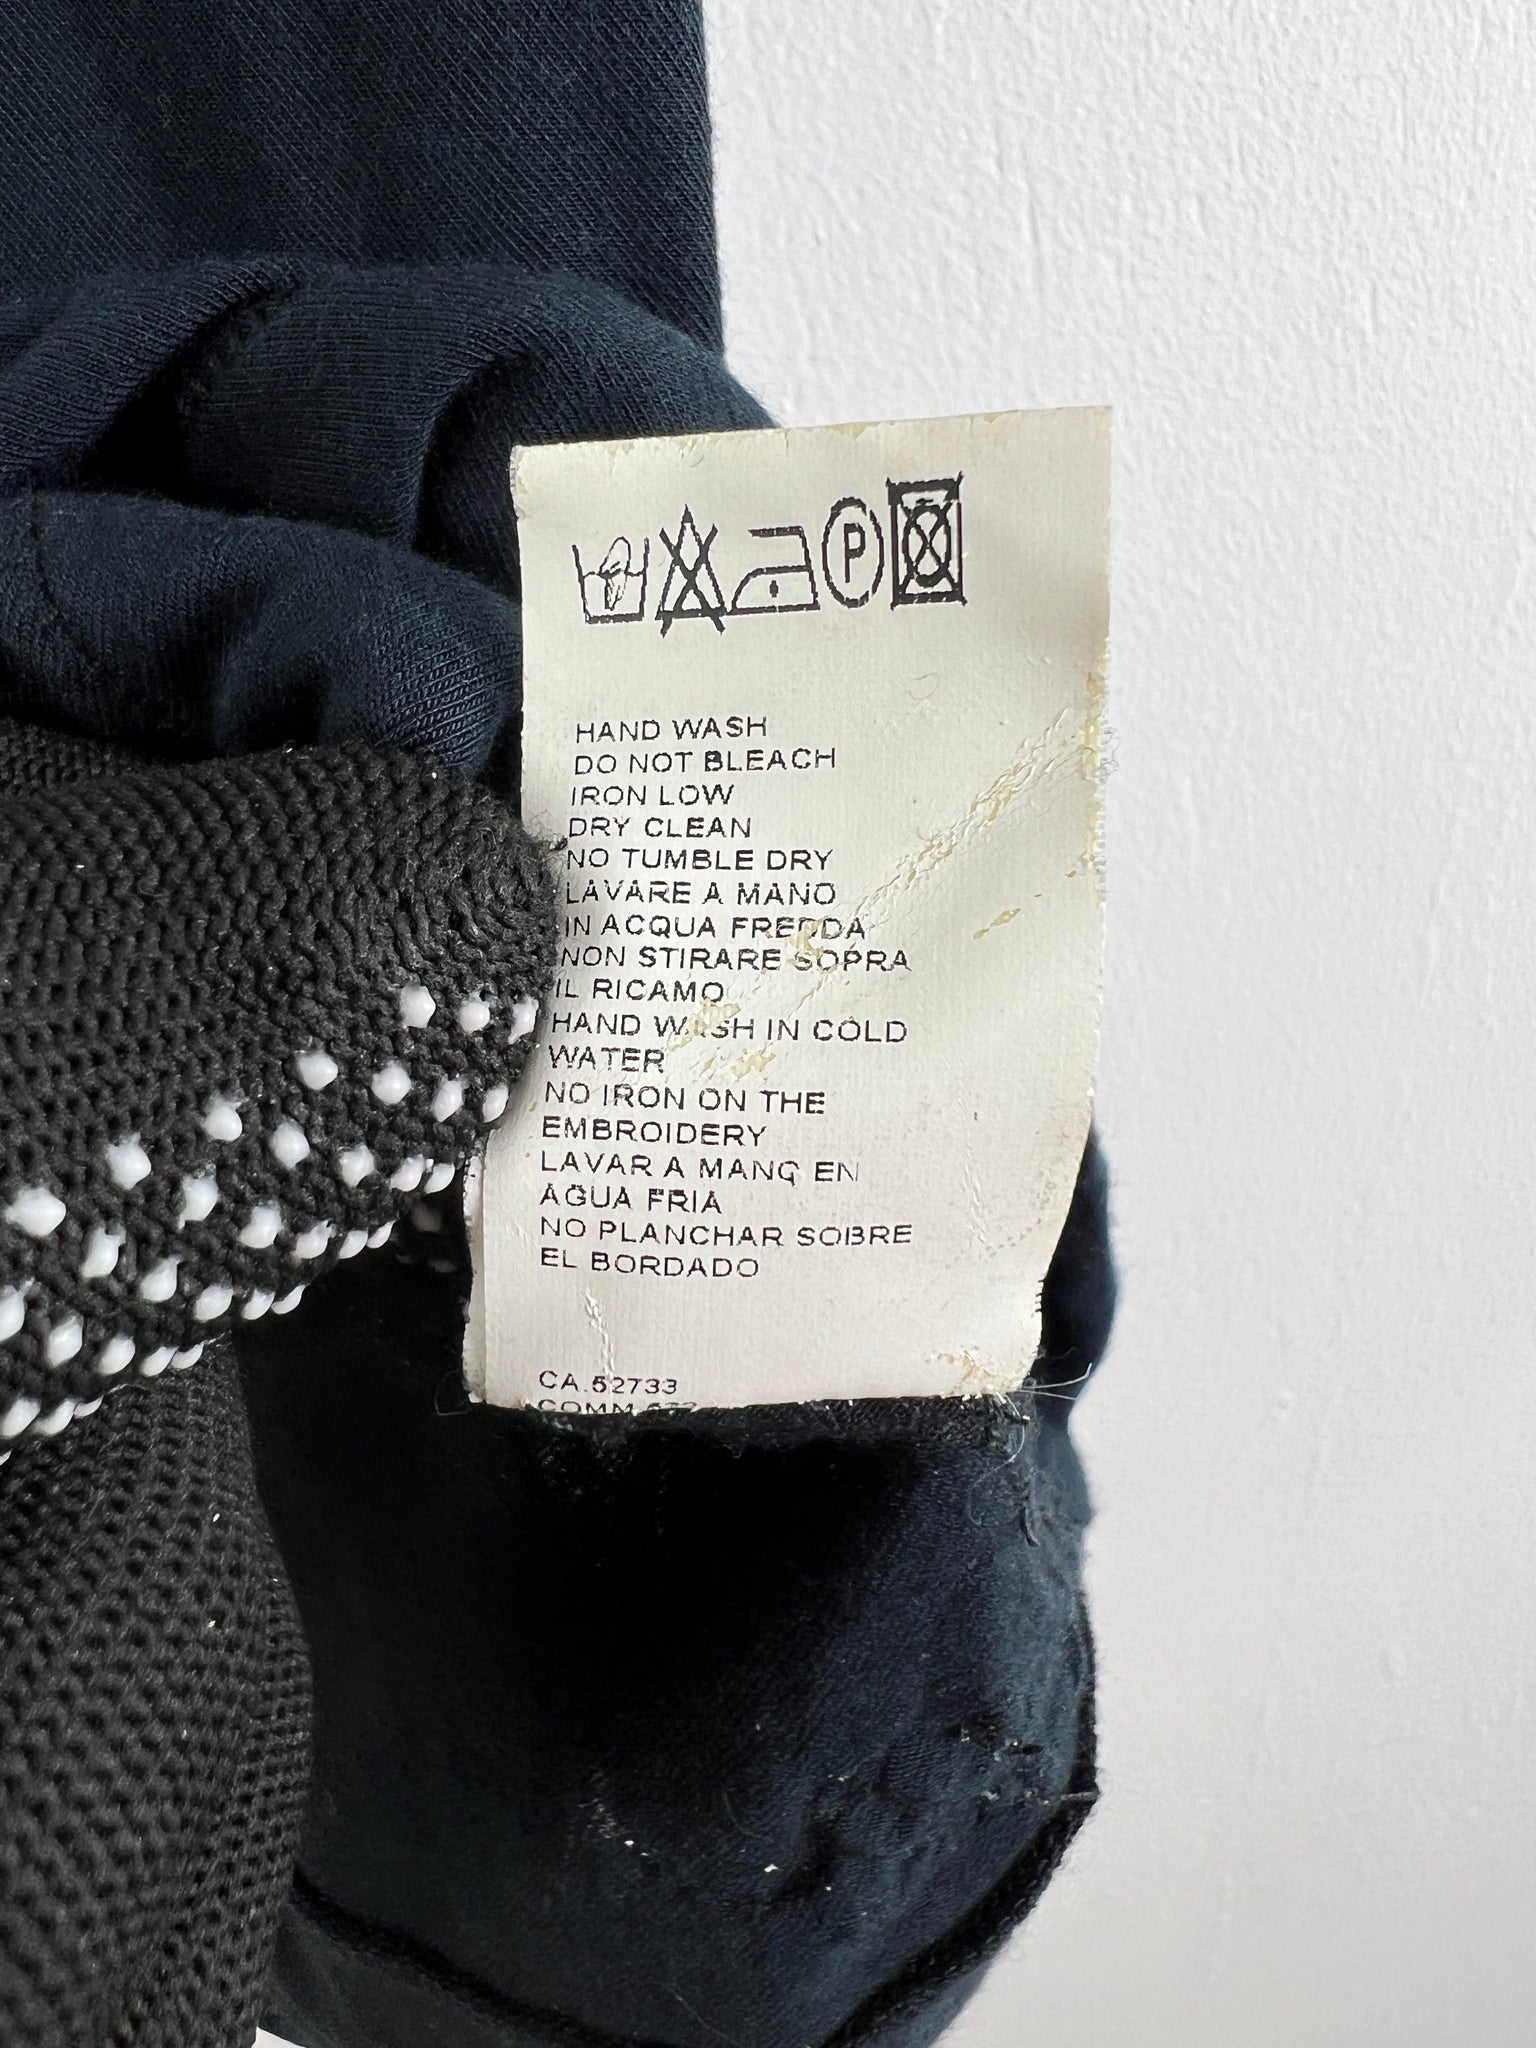 P
HAND WASH
DO NOT BLEACH
IRON LOW
DRY CLEAN
NO TUMBLE DRY
LAVARE A MANO
IN ACQUA FREDDA
NON STIRARE SOPRA
IL RICAMO
HAND WASH IN COLD
WATER
NO IRON ON THE
EMBROIDERY
LAVAR A MANO EN
AGUA FRIA
NO PLANCHAR SOBRE
EL BORDADO
CA.52733
COMM